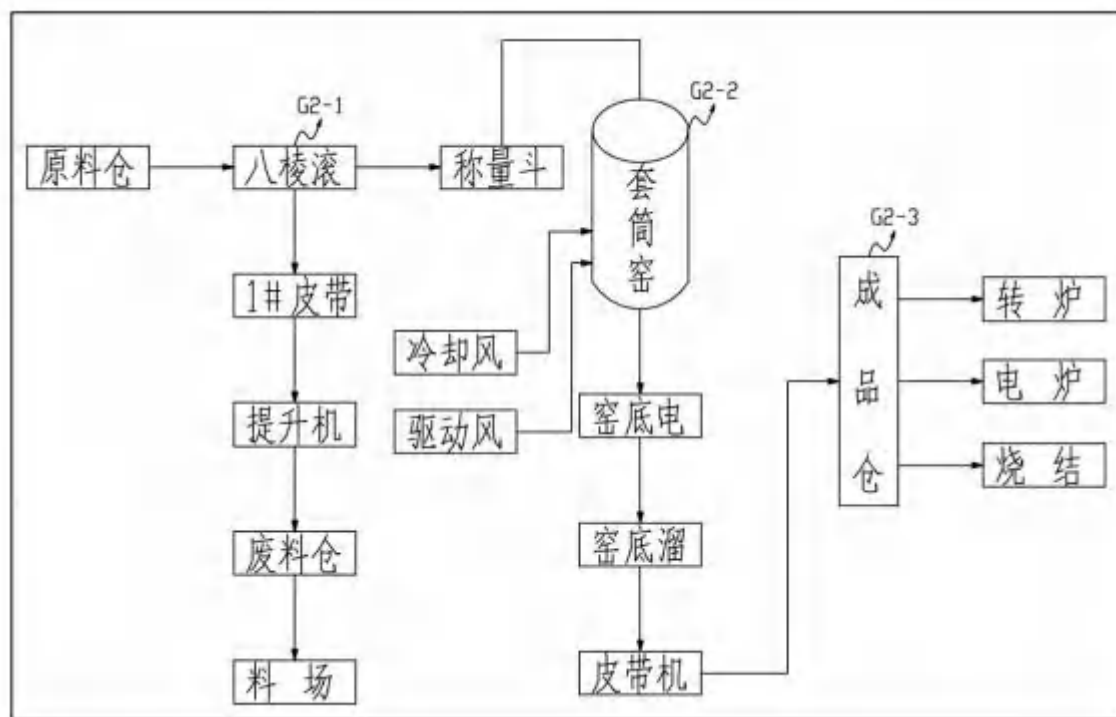 G2-1
G2-2
原料仓
八棱滚
称量斗
套筒窑
G2-3
1#皮带
成品仓
转 炉
冷却风
电 炉
提升机
驱动风
窑底电
烧 结
废料仓
窑底溜
料 场
皮带机